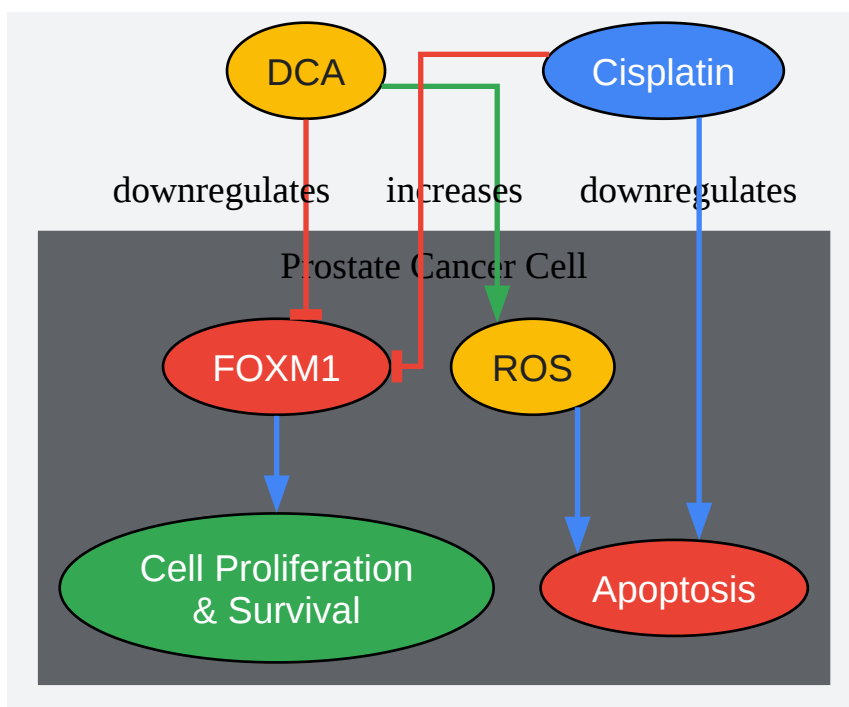 DCA
Cisplatin
downregulates
increases
downregulates
Prostate Cancer Cell
FOXM1
ROS
Cell Proliferation
& Survival
Apoptosis